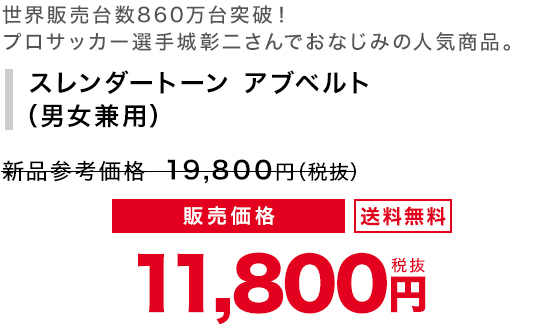 世界販売台数860万台突破！
プロサッカー選手城彰二さんでおなじみの人気商品。
スレンダートーン アブベルト
（男女兼用）
新品参考価格 19,800円（税抜）
販売価格 送料無料
11,800円 税抜